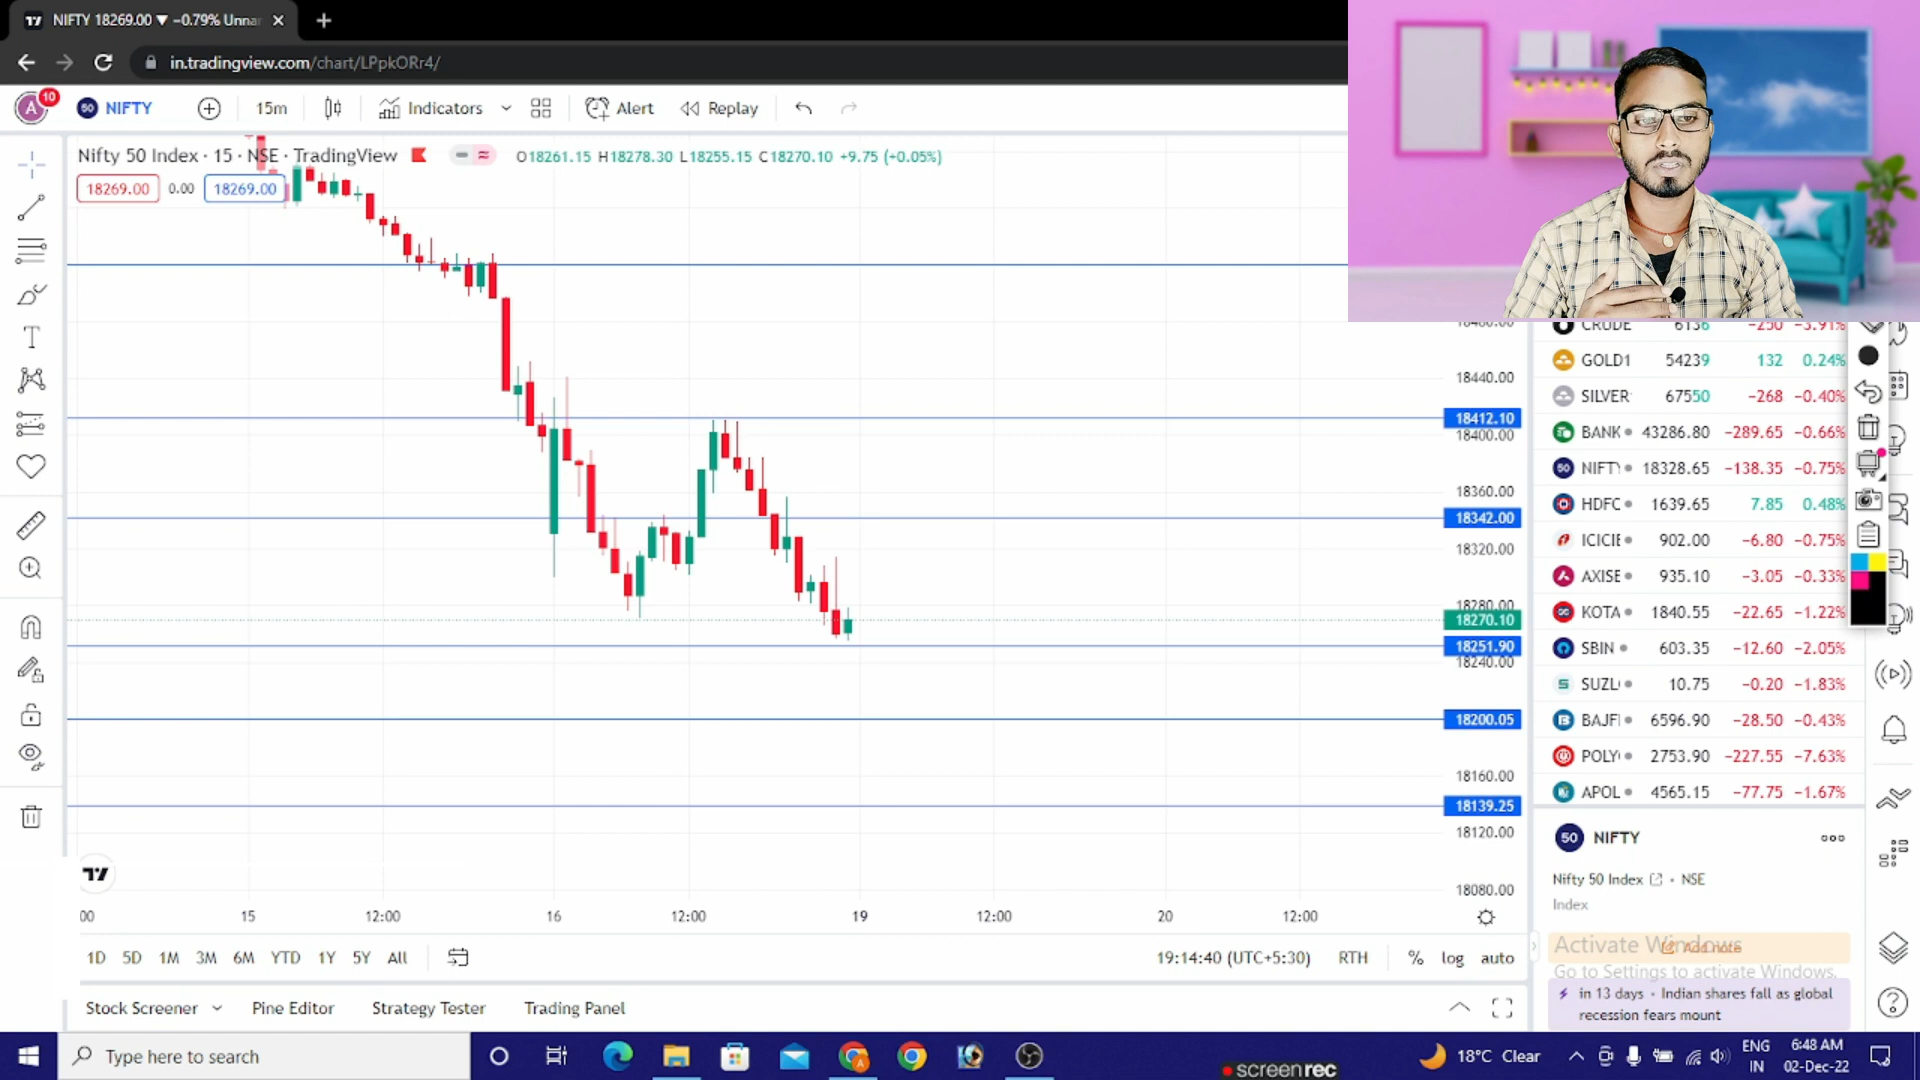 NIFTY 18269.00 ▼ −0.79% Unna
in.tradingview.com/chart/LPpkORr4/
A 10 50 NIFTY 15m Indicators Alert Replay
Nifty 50 Index · 15 · NSE · TradingView O18261.15 H18278.30 L18255.15 C18270.10 +9.75 (+0.05%)
18269.00 0.00 18269.00
18440.00
18412.10
18400.00
18360.00
18342.00
18320.00
18280.00
18270.10
18251.90
18240.00
18200.05
18160.00
18139.25
18120.00
18080.00
:00 15 12:00 16 12:00 19 12:00 20 12:00
1D 5D 1M 3M 6M YTD 1Y 5Y All 19:14:40 (UTC+5:30) RTH % log auto
Stock Screener Pine Editor Strategy Tester Trading Panel
CRUDE 6136 −250 −3.91%
GOLD1 54239 132 0.24%
SILVER 67550 −268 −0.40%
BANK 43286.80 −289.65 −0.66%
NIFTY 18328.65 −138.35 −0.75%
HDFC 1639.65 7.85 0.48%
ICICIE 902.00 −6.80 −0.75%
AXISE 935.10 −3.05 −0.33%
KOTA 1840.55 −22.65 −1.22%
SBIN 603.35 −12.60 −2.05%
SUZL 10.75 −0.20 −1.83%
BAJFI 6596.90 −28.50 −0.43%
POLY 2753.90 −227.55 −7.63%
APOL 4565.15 −77.75 −1.67%
50 NIFTY
Nifty 50 Index · NSE
Index
Activate Windows
Add note
Go to Settings to activate Windows.
in 13 days · Indian shares fall as global
recession fears mount
Type here to search
screenrec
18°C Clear
ENG
IN
6:48 AM
02-Dec-22